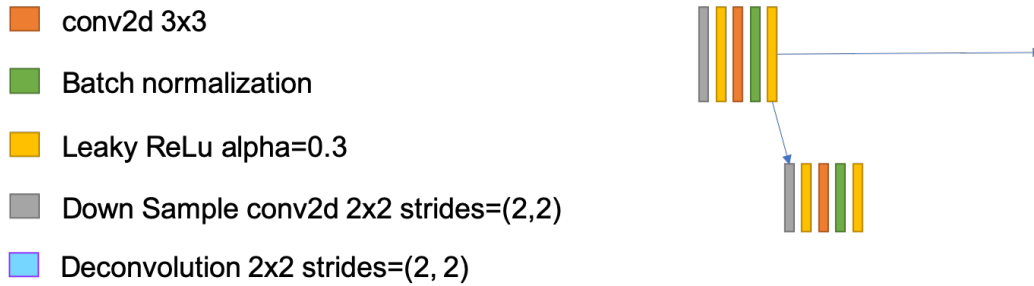 conv2d 3x3
Batch normalization
Leaky ReLu alpha=0.3
Down Sample conv2d 2x2 strides=(2,2)
Deconvolution 2x2 strides=(2, 2)